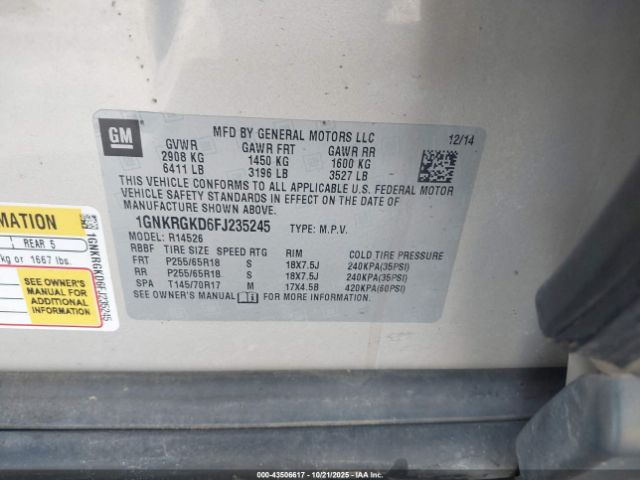 GM
MFD BY GENERAL MOTORS LLC
12/14
GVWR GAWR FRT GAWR RR
2908 KG 1450 KG 1600 KG
6411 LB 3196 LB 3527 LB
THIS VEHICLE CONFORMS TO ALL APPLICABLE U.S. FEDERAL MOTOR
VEHICLE SAFETY STANDARDS IN EFFECT ON THE DATE OF
MANUFACTURE SHOWN ABOVE.
1GNKRGKD6FJ235245 TYPE: M.P.V.
MODEL: R14526
RBBF TIRE SIZE SPEED RTG RIM COLD TIRE PRESSURE
FRT P255/65R18 S 18X7.5J 240KPA(35PSI)
RR P255/65R18 S 18X7.5J 240KPA(35PSI)
SPA T145/70R17 M 17X4.5B 420KPA(60PSI)
SEE OWNER'S MANUAL FOR MORE INFORMATION.
MATION
1 REAR 5
kg or 1667 lbs.
SEE OWNER'S
MANUAL FOR
ADDITIONAL
INFORMATION
1GNKRGKD6FJ235245
000-43506617 - 10/21/2025 - IAAI.COM